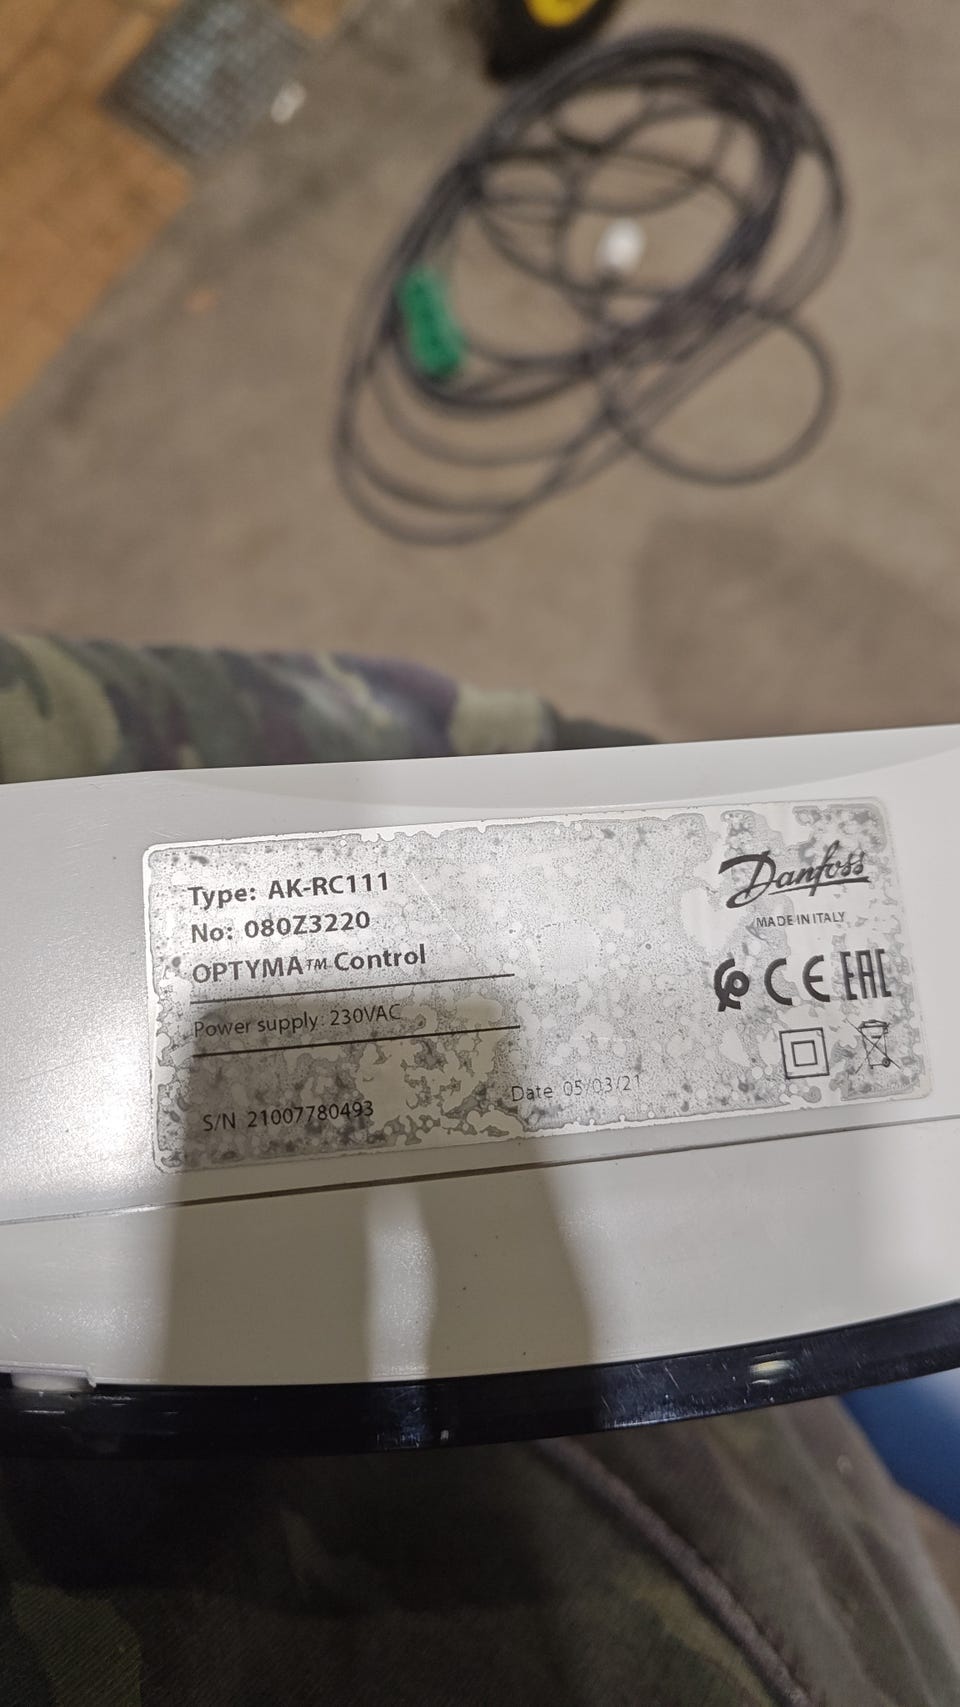 Type: AK-RC111
No: 080Z3220
OPTYMA™ Control
Power supply: 230VAC
S/N 21007780493
Date 05/03/21
Danfoss
MADE IN ITALY
CE EAC